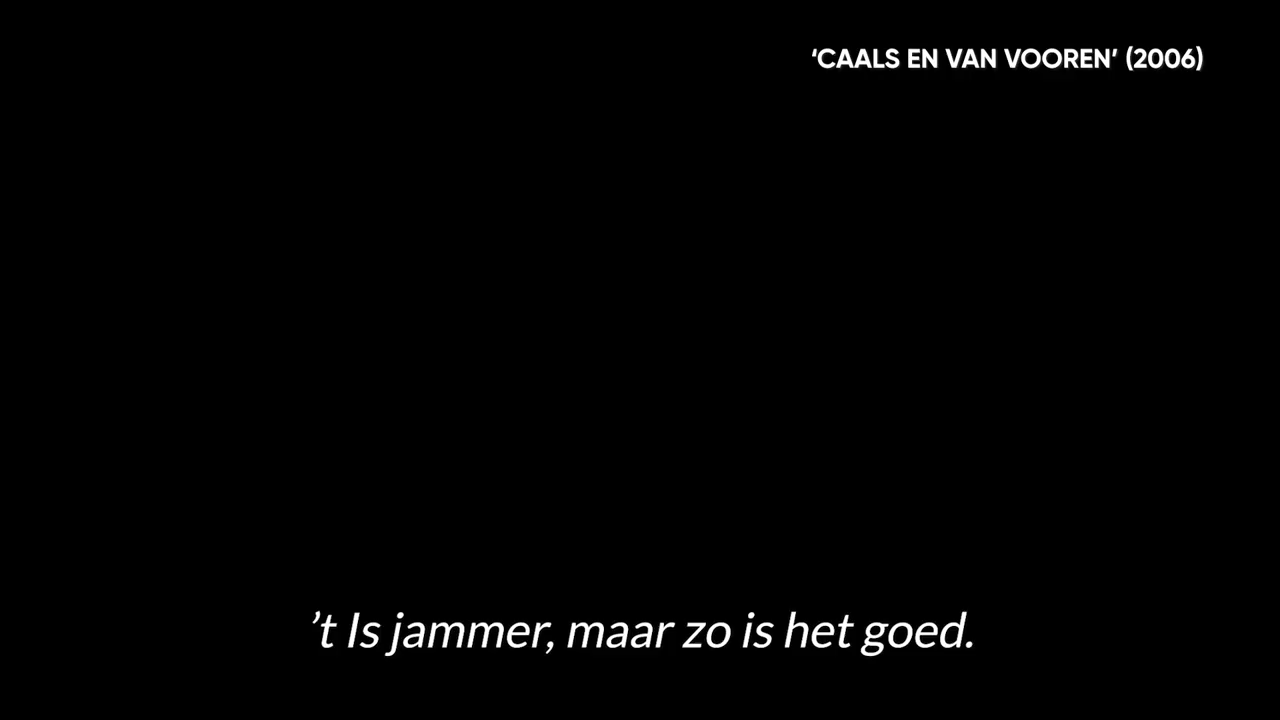 ‘CAALS EN VAN VOOREN’ (2006)
’t Is jammer, maar zo is het goed.